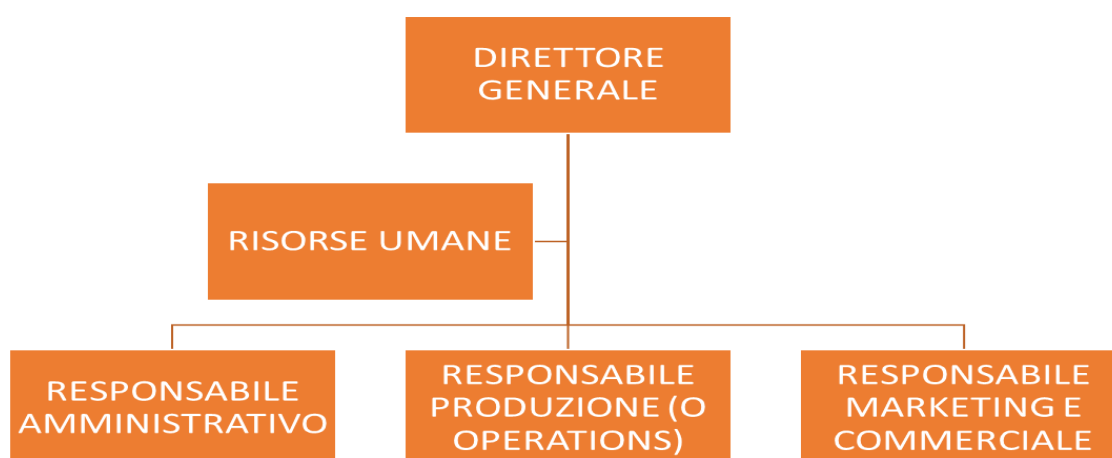 DIRETTORE
GENERALE
RISORSE UMANE
RESPONSABILE
AMMINISTRATIVO
RESPONSABILE
PRODUZIONE (O
OPERATIONS)
RESPONSABILE
MARKETING E
COMMERCIALE